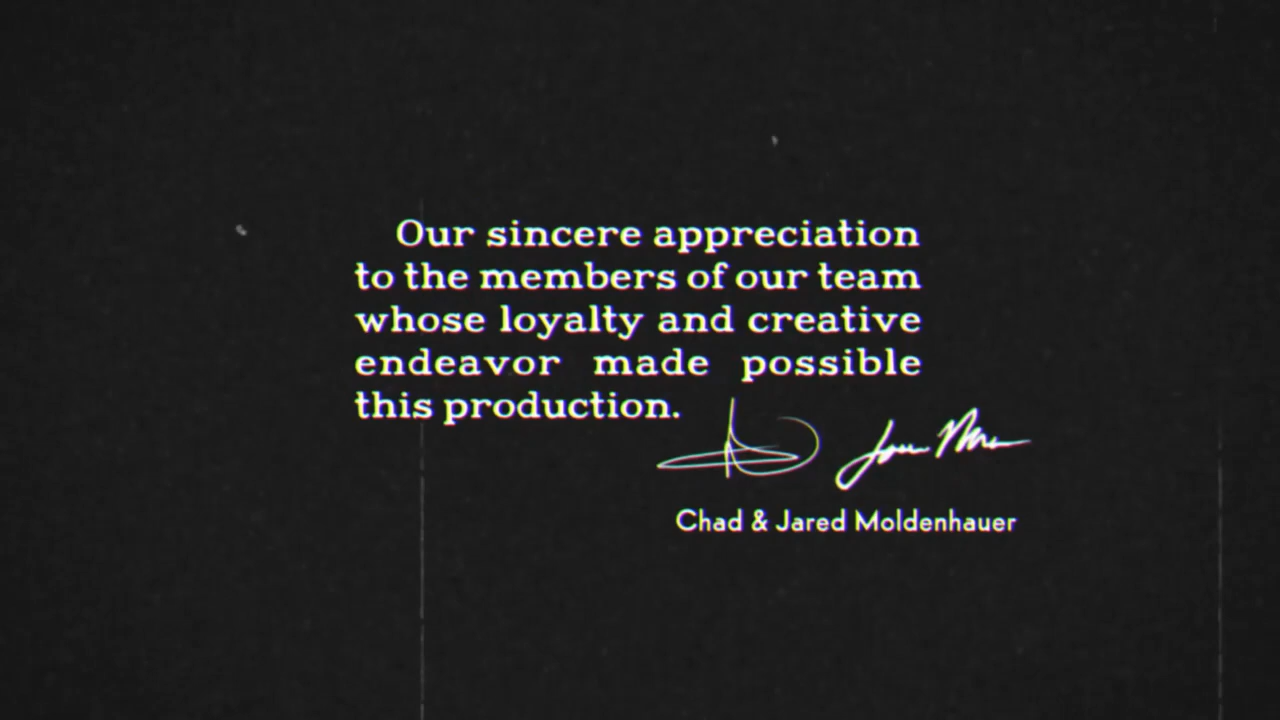 Our sincere appreciation
to the members of our team
whose loyalty and creative
endeavor made possible
this production.
Chad & Jared Moldenhauer